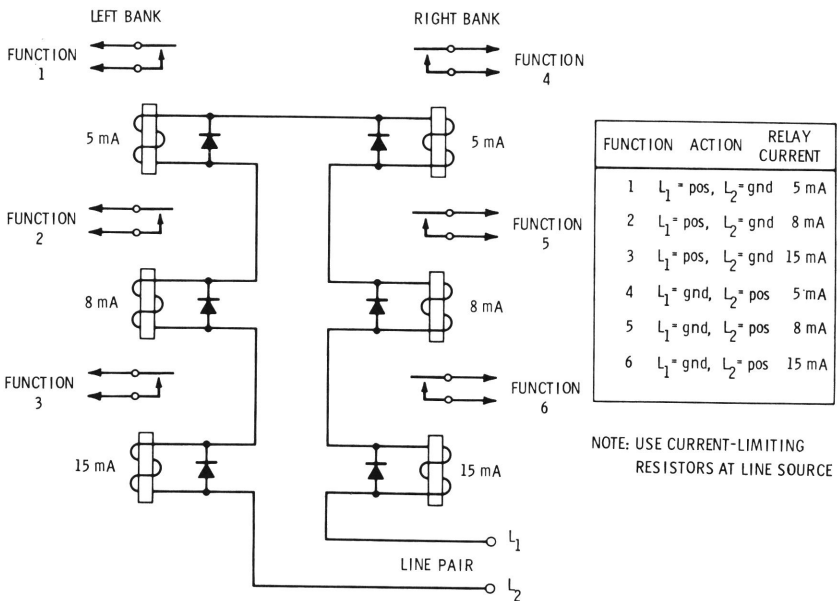 LEFT BANK
RIGHT BANK
FUNCTION
1
FUNCTION
4
5 mA
5 mA
FUNCTION
2
FUNCTION
5
8 mA
8 mA
FUNCTION
3
FUNCTION
6
15 mA
15 mA
L1
LINE PAIR
L2
FUNCTION ACTION RELAY CURRENT
1 L1 = pos, L2 = gnd 5 mA
2 L1 = pos, L2 = gnd 8 mA
3 L1 = pos, L2 = gnd 15 mA
4 L1 = gnd, L2 = pos 5 mA
5 L1 = gnd, L2 = pos 8 mA
6 L1 = gnd, L2 = pos 15 mA
NOTE: USE CURRENT-LIMITING
RESISTORS AT LINE SOURCE